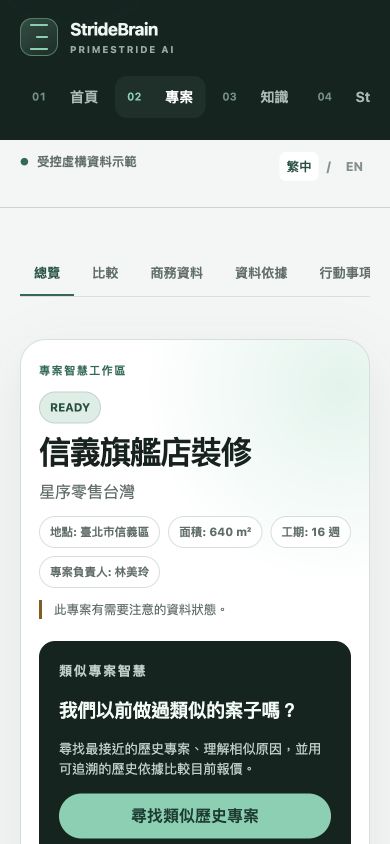 StrideBrain
PRIMESTRIDE AI
01 首頁 02 專案 03 知識 04 St
受控虛構資料示範
繁中 / EN
總覽 比較 商務資料 資料依據 行動事項
專案智慧工作區
READY
信義旗艦店裝修
星序零售台灣
地點: 臺北市信義區 面積: 640 m² 工期: 16 週
專案負責人: 林美玲
此專案有需要注意的資料狀態。
類似專案智慧
我們以前做過類似的案子嗎？
尋找最接近的歷史專案、理解相似原因，並用
可追溯的歷史依據比較目前報價。
尋找類似歷史專案